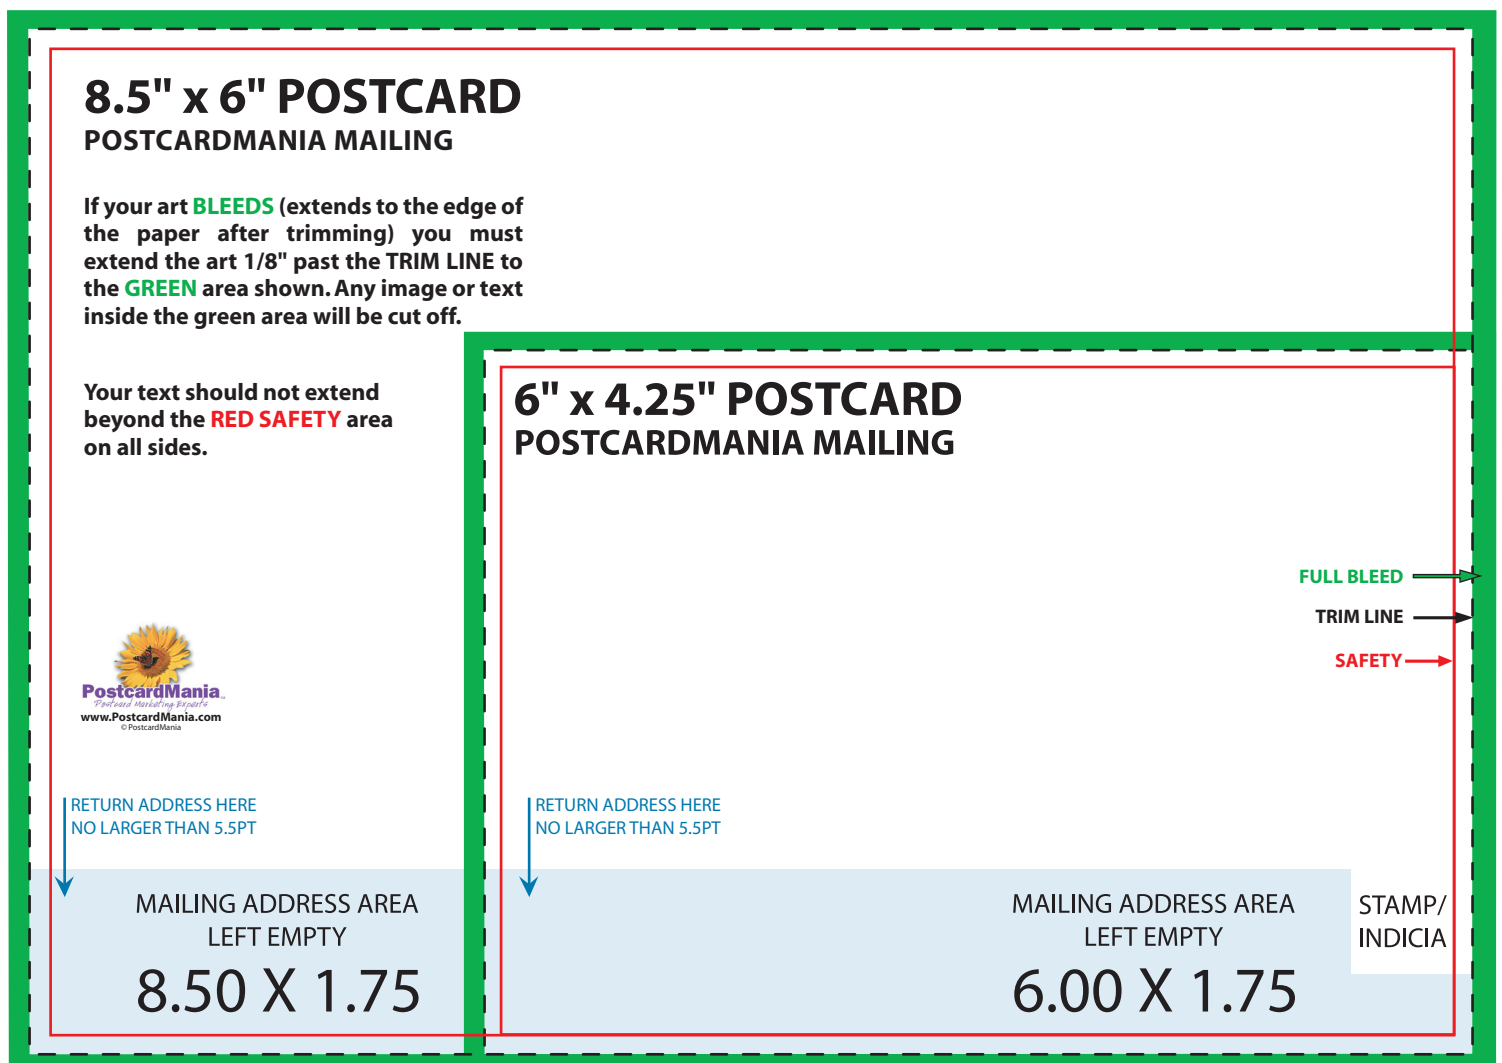 8.5" x 6" POSTCARD
POSTCARDMANIA MAILING
If your art BLEEDS (extends to the edge of
the paper after trimming) you must
extend the art 1/8" past the TRIM LINE to
the GREEN area shown. Any image or text
inside the green area will be cut off.
Your text should not extend
beyond the RED SAFETY area
on all sides.
6" x 4.25" POSTCARD
POSTCARDMANIA MAILING
FULL BLEED
TRIM LINE
SAFETY
PostcardMania
Postcard Marketing Experts
www.PostcardMania.com
© PostcardMania
RETURN ADDRESS HERE
NO LARGER THAN 5.5PT
RETURN ADDRESS HERE
NO LARGER THAN 5.5PT
MAILING ADDRESS AREA
LEFT EMPTY
8.50 X 1.75
MAILING ADDRESS AREA
LEFT EMPTY
6.00 X 1.75
STAMP/
INDICIA